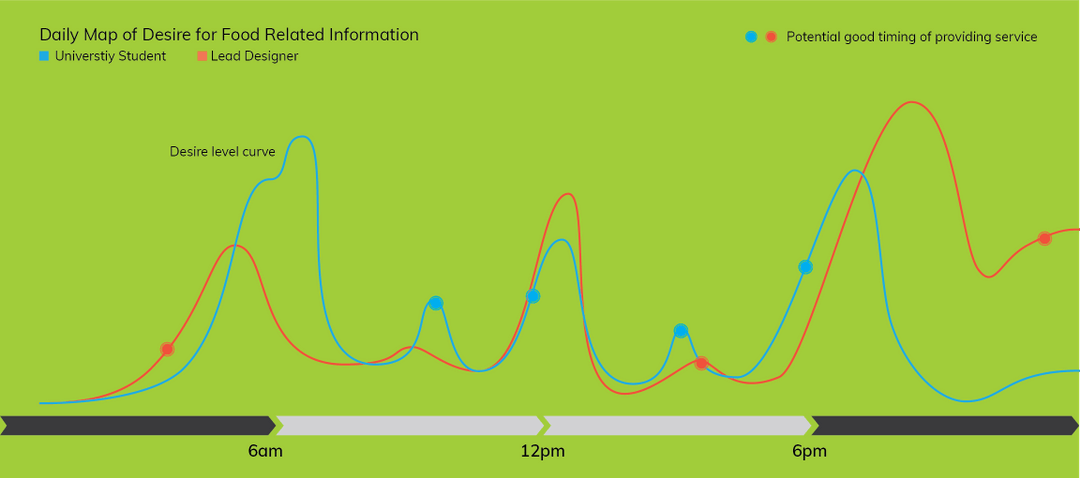 Daily Map of Desire for Food Related Information
Universtiy Student
Lead Designer
Potential good timing of providing service
Desire level curve
6am
12pm
6pm